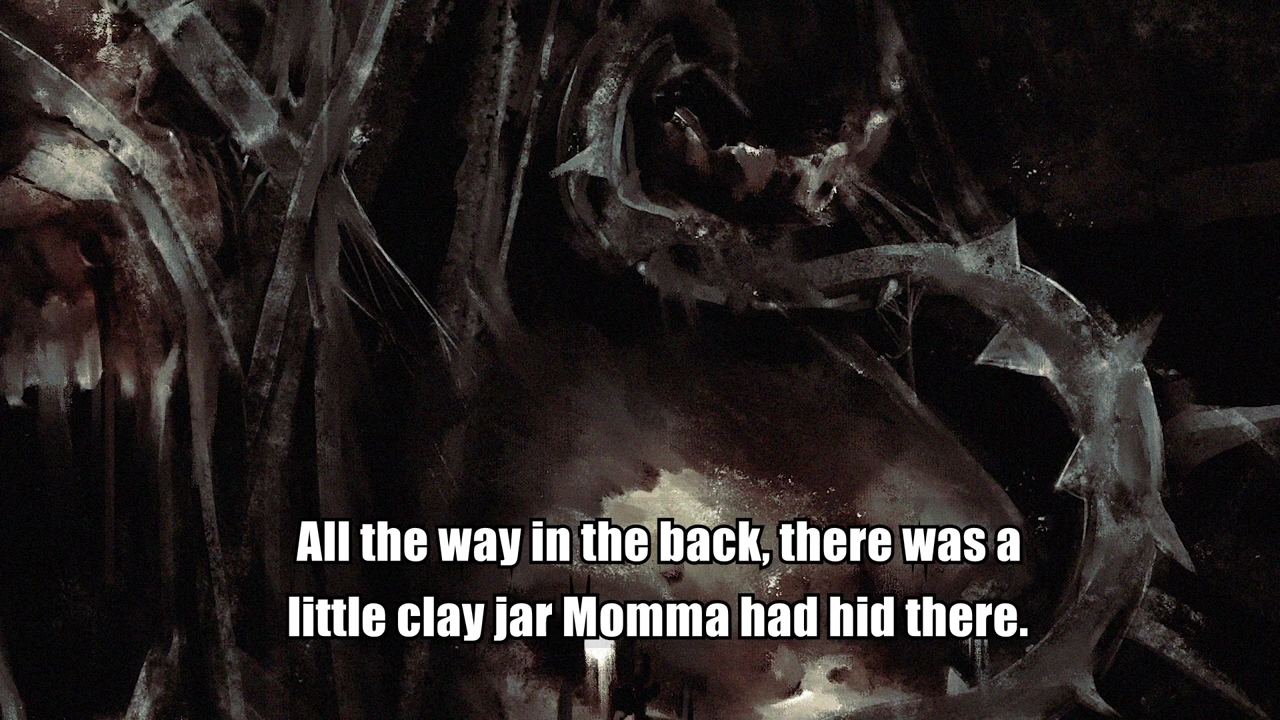 All the way in the back, there was a
little clay jar Momma had hid there.